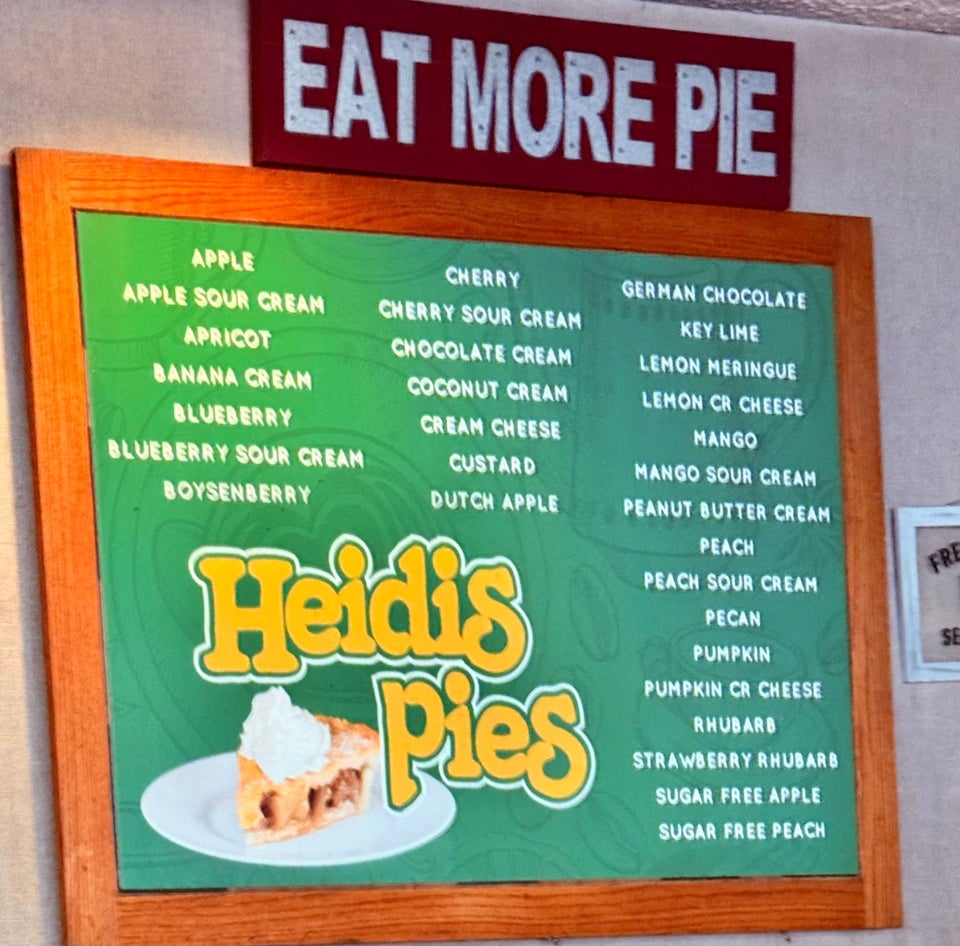 EAT MORE PIE
APPLE
APPLE SOUR CREAM
APRICOT
BANANA CREAM
BLUEBERRY
BLUEBERRY SOUR CREAM
BOYSENBERRY
CHERRY
CHERRY SOUR CREAM
CHOCOLATE CREAM
COCONUT CREAM
CREAM CHEESE
CUSTARD
DUTCH APPLE
GERMAN CHOCOLATE
KEY LIME
LEMON MERINGUE
LEMON CR CHEESE
MANGO
MANGO SOUR CREAM
PEANUT BUTTER CREAM
PEACH
PEACH SOUR CREAM
PECAN
PUMPKIN
PUMPKIN CR CHEESE
RHUBARB
STRAWBERRY RHUBARB
SUGAR FREE APPLE
SUGAR FREE PEACH
Heidis
pies